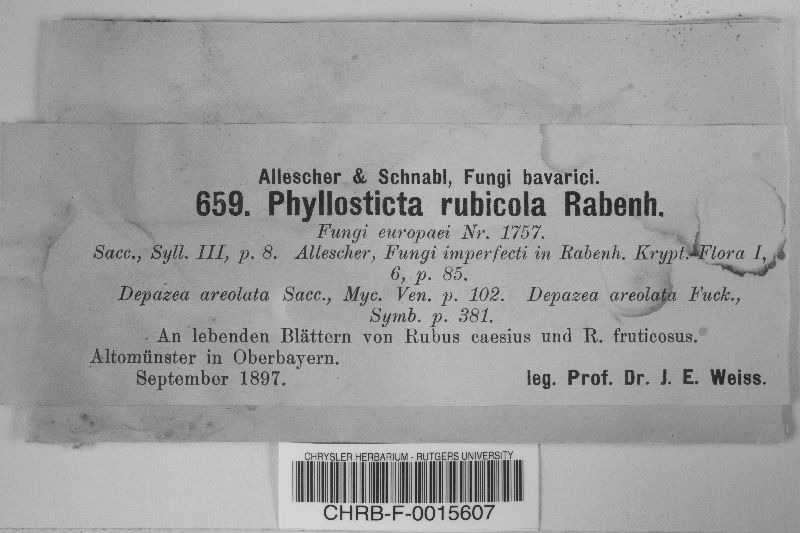 Allescher & Schnabl, Fungi bavarici.
659. Phyllosticta rubicola Rabenh.
Fungi europaei Nr. 1757.
Sacc., Syll. III, p. 8. Allescher, Fungi imperfecti in Rabenh. Krypt.-Flora I,
6, p. 85.
Depazea areolata Sacc., Myc. Ven. p. 102. Depazea areolata Fuck.,
Symb. p. 381.
An lebenden Blättern von Rubus caesius und R. fruticosus.
Altomünster in Oberbayern.
September 1897. leg. Prof. Dr. J. E. Weiss.
CHRYSLER HERBARIUM - RUTGERS UNIVERSITY
CHRB-F-0015607